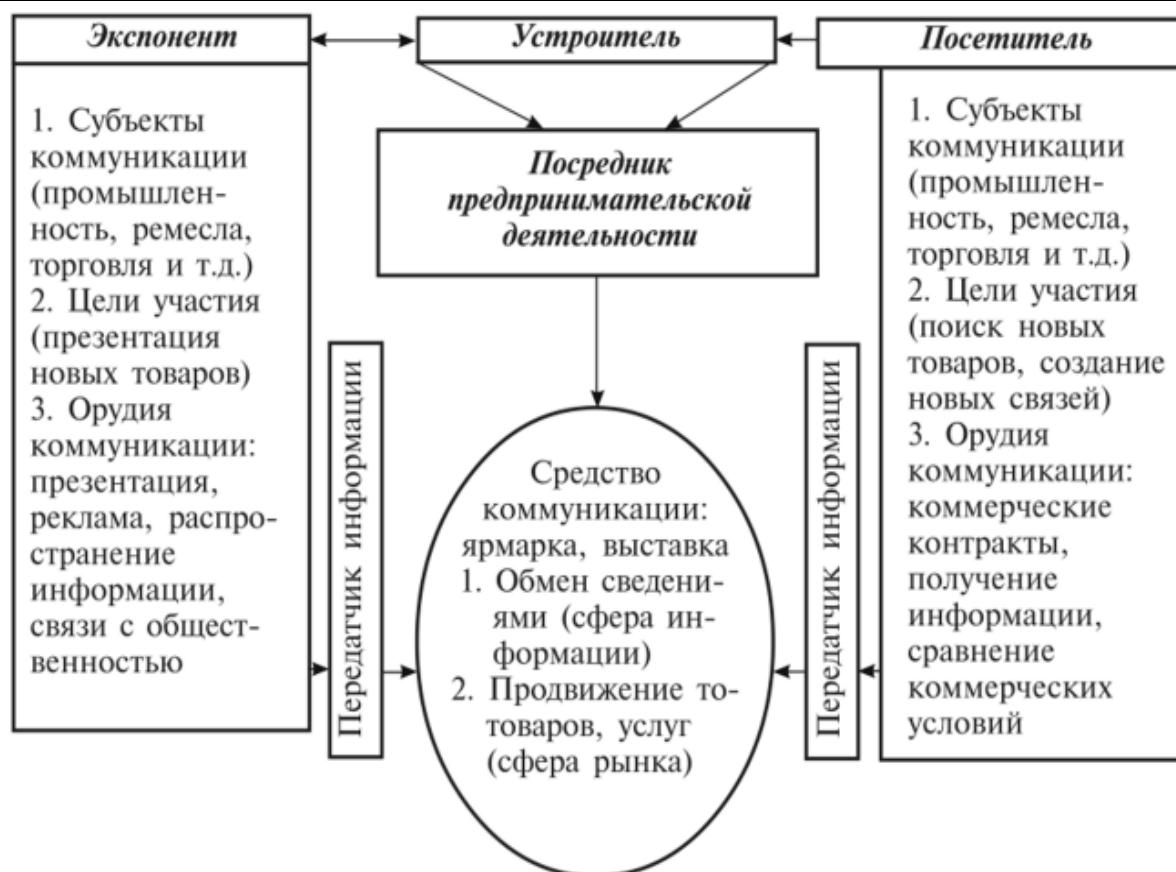 Экспонент
Устроитель
Посетитель
1. Субъекты
коммуникации
(промышлен-
ность, ремесла,
торговля и т.д.)
2. Цели участия
(презентация
новых товаров)
3. Орудия
коммуникации:
презентация,
реклама, распро-
странение
информации,
связи с общест-
венностью
Посредник
предпринимательской
деятельности
Передатчик информации
Средство
коммуникации:
ярмарка, выставка
1. Обмен сведени-
ями (сфера ин-
формации)
2. Продвижение то-
товаров, услуг
(сфера рынка)
Передатчик информации
1. Субъекты
коммуникации
(промышлен-
ность, ремесла,
торговля и т.д.)
2. Цели участия
(поиск новых
товаров, создание
новых связей)
3. Орудия
коммуникации:
коммерческие
контракты,
получение
информации,
сравнение
коммерческих
условий